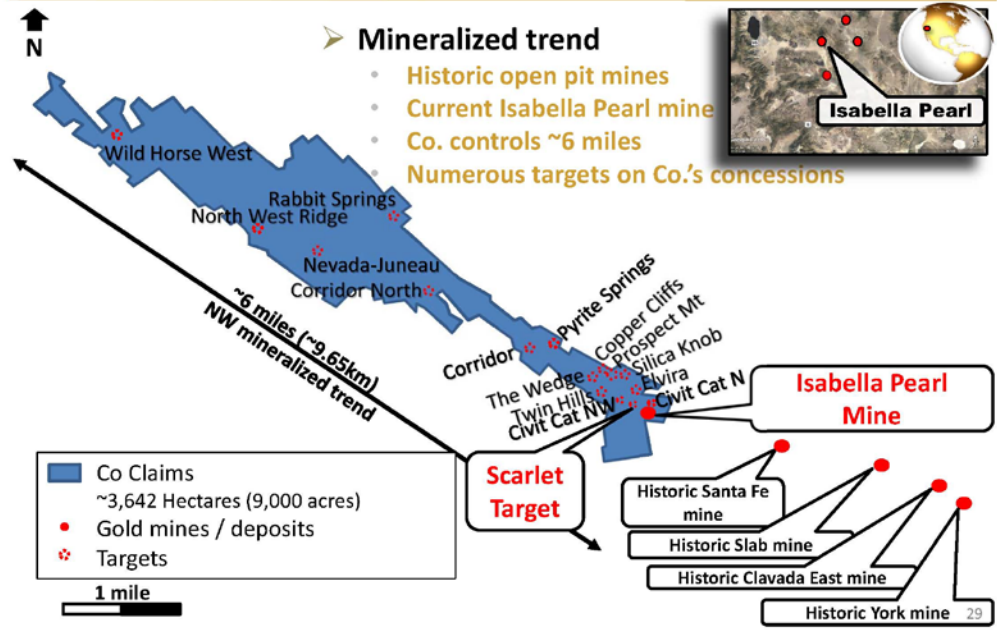 N
Mineralized trend
Historic open pit mines
Current Isabella Pearl mine
Co. controls ~6 miles
Numerous targets on Co.'s concessions
Isabella Pearl
Wild Horse West
Rabbit Springs
North West Ridge
Nevada-Juneau
Corridor North
~6 miles (~9.65km)
NW mineralized trend
Corridor
Pyrite Springs
Copper Cliffs
Prospect Mt
Silica Knob
The Wedge
Elvira
Twin Hills
Civit Cat N
Civit Cat NW
Isabella Pearl
Mine
Scarlet
Target
Co Claims
~3,642 Hectares (9,000 acres)
Gold mines / deposits
Targets
1 mile
Historic Santa Fe
mine
Historic Slab mine
Historic Clavada East mine
Historic York mine
29